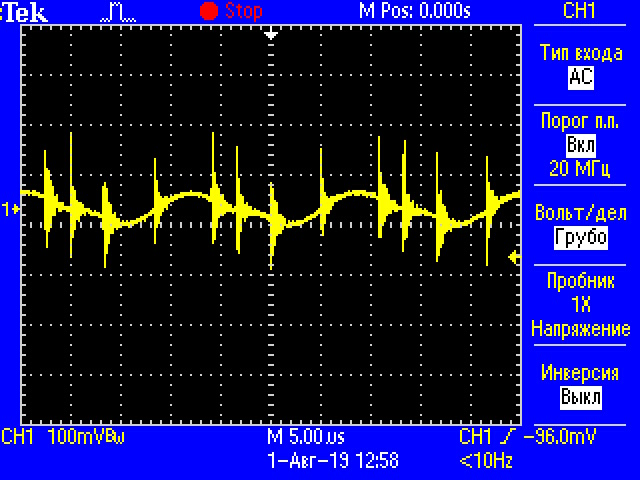 Tek
Stop
M Pos: 0.000s
CH1
Тип входа
AC
Порог п.п.
Вкл
20 МГц
1
Вольт/дел
Грубо
Пробник
1X
Напряжение
Инверсия
Выкл
CH1 100mVBw
M 5.00us
CH1 -96.0mV
1-Авг-19 12:58
<10Hz